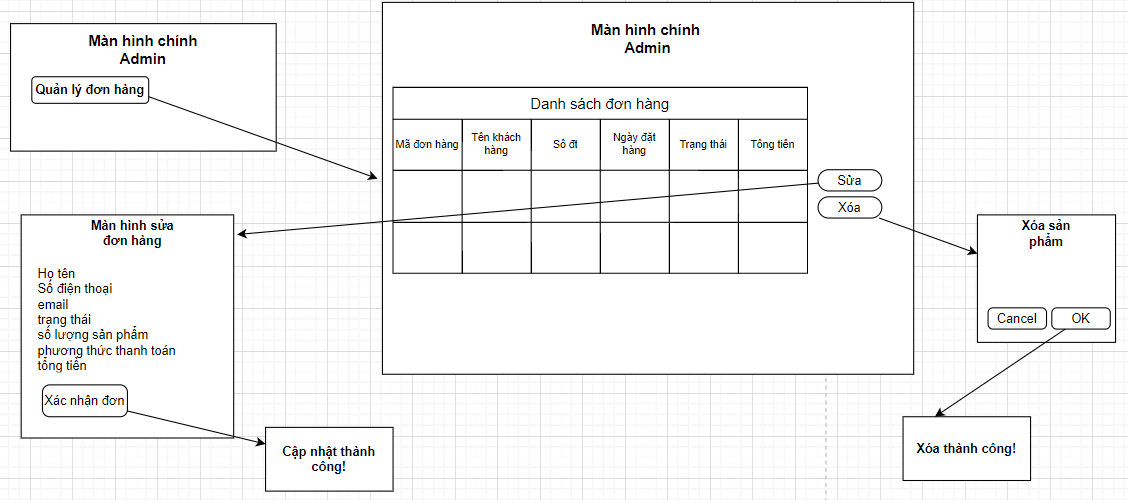 Màn hình chính
Admin
Quản lý đơn hàng
Màn hình chính
Admin
Danh sách đơn hàng
Mã đơn hàng
Tên khách
hàng
Số đt
Ngày đặt
hàng
Trạng thái
Tổng tiền
Sửa
Xóa
Màn hình sửa
đơn hàng
Họ tên
Số điện thoại
email
trạng thái
số lượng sản phẩm
phương thức thanh toán
tổng tiền
Xác nhận đơn
Cập nhật thành
công!
Xóa sản
phẩm
Cancel
OK
Xóa thành công!